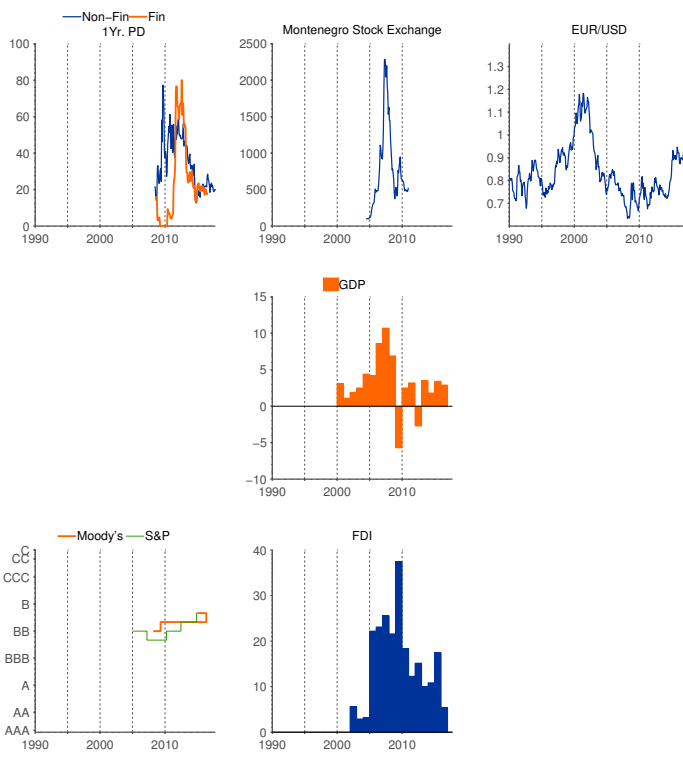 Non−Fin Fin
1Yr. PD
100
80
60
40
20
0
1990 2000 2010
Montenegro Stock Exchange
2500
2000
1500
1000
500
0
1990 2000 2010
EUR/USD
1.3
1.2
1.1
1
0.9
0.8
0.7
1990 2000 2010
GDP
15
10
5
0
−5
−10
1990 2000 2010
Moody's S&P
C
CC
CCC
B
BB
BBB
A
AA
AAA
1990 2000 2010
FDI
40
30
20
10
0
1990 2000 2010